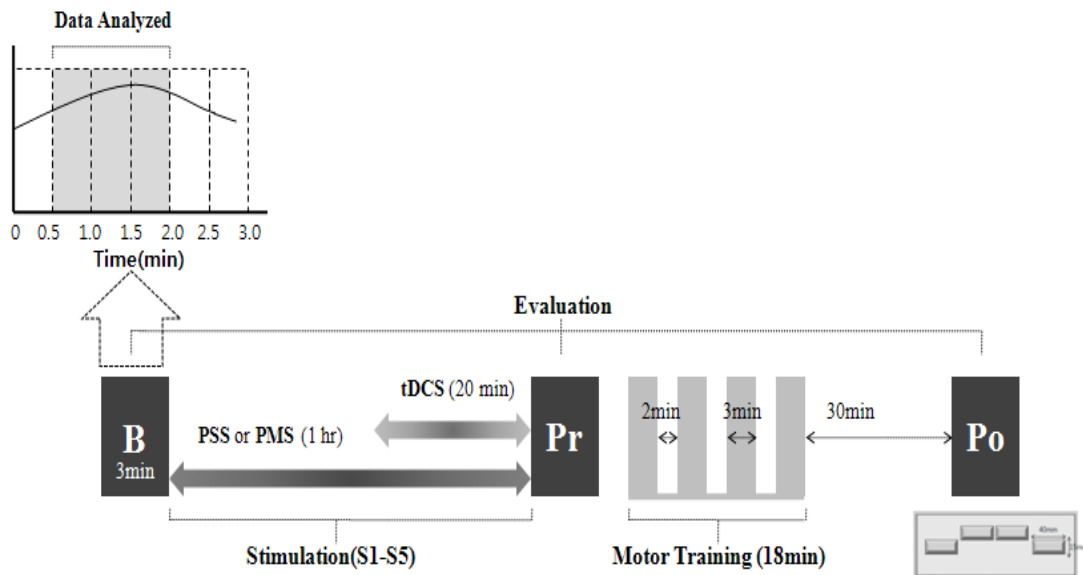 Data Analyzed
0 0.5 1.0 1.5 2.0 2.5 3.0
Time(min)
Evaluation
B
3min
tDCS (20 min)
PSS or PMS (1 hr)
Pr
2min
3min
30min
Po
Stimulation(S1-S5)
Motor Training (18min)
40mm